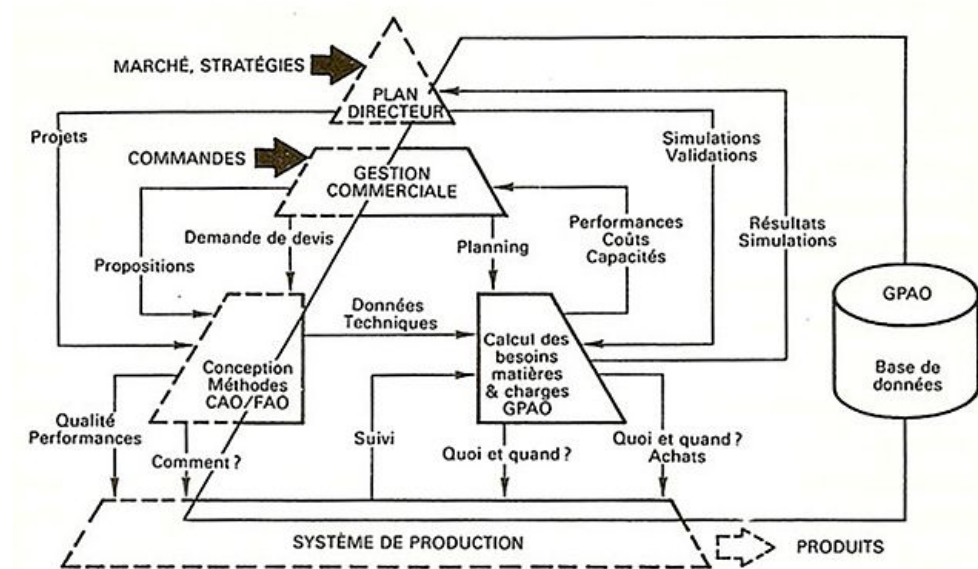 MARCHÉ, STRATÉGIES
PLAN
DIRECTEUR
Projets
COMMANDES
GESTION
COMMERCIALE
Simulations
Validations
Demande de devis
Planning
Performances
Coûts
Capacités
Résultats
Simulations
Propositions
GPAO
Base de
données
Données
Techniques
Conception
Méthodes
CAO/FAO
Calcul des
besoins
matières
& charges
GPAO
Qualité
Performances
Comment ?
Suivi
Quoi et quand ?
Quoi et quand ?
Achats
SYSTÈME DE PRODUCTION
PRODUITS